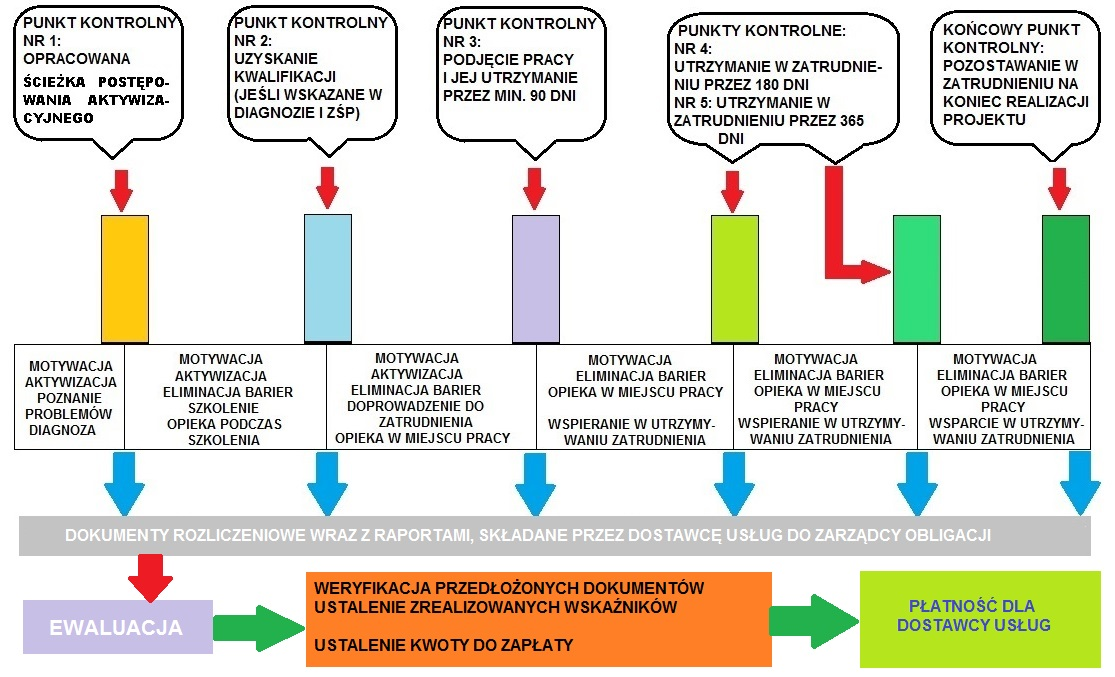 PUNKT KONTROLNY
NR 1:
OPRACOWANA
ŚCIEŻKA POSTĘPO-
WANIA AKTYWIZA-
CYJNEGO
PUNKT KONTROLNY
NR 2:
UZYSKANIE
KWALIFIKACJI
(JEŚLI WSKAZANE W
DIAGNOZIE I ZŚP)
PUNKT KONTROLNY
NR 3:
PODJĘCIE PRACY
I JEJ UTRZYMANIE
PRZEZ MIN. 90 DNI
PUNKTY KONTROLNE:
NR 4:
UTRZYMANIE W ZATRUDNIE-
NIU PRZEZ 180 DNI
NR 5: UTRZYMANIE W
ZATRUDNIENIU PRZEZ 365
DNI
KOŃCOWY PUNKT
KONTROLNY:
POZOSTAWANIE W
ZATRUDNIENIU NA
KONIEC REALIZACJI
PROJEKTU
MOTYWACJA
AKTYWIZACJA
POZNANIE
PROBLEMÓW
DIAGNOZA
MOTYWACJA
AKTYWIZACJA
ELIMINACJA BARIER
SZKOLENIE
OPIEKA PODCZAS
SZKOLENIA
MOTYWACJA
AKTYWIZACJA
ELIMINACJA BARIER
DOPROWADZENIE DO
ZATRUDNIENIA
OPIEKA W MIEJSCU PRACY
MOTYWACJA
ELIMINACJA BARIER
OPIEKA W MIEJSCU PRACY
WSPIERANIE W UTRZYMY-
WANIU ZATRUDNIENIA
MOTYWACJA
ELIMINACJA BARIER
OPIEKA W MIEJSCU
PRACY
WSPIERANIE W UTRZYMY-
WANIU ZATRUDNIENIA
MOTYWACJA
ELIMINACJA BARIER
OPIEKA W MIEJSCU
PRACY
WSPARCIE W UTRZYMY-
WANIU ZATRUDNIENIA
DOKUMENTY ROZLICZENIOWE WRAZ Z RAPORTAMI, SKŁADANE PRZEZ DOSTAWCĘ USŁUG DO ZARZĄDCY OBLIGACJI
EWALUACJA
WERYFIKACJA PRZEDŁOŻONYCH DOKUMENTÓW
USTALENIE ZREALIZOWANYCH WSKAŹNIKÓW
USTALENIE KWOTY DO ZAPŁATY
PŁATNOŚĆ DLA
DOSTAWCY USŁUG